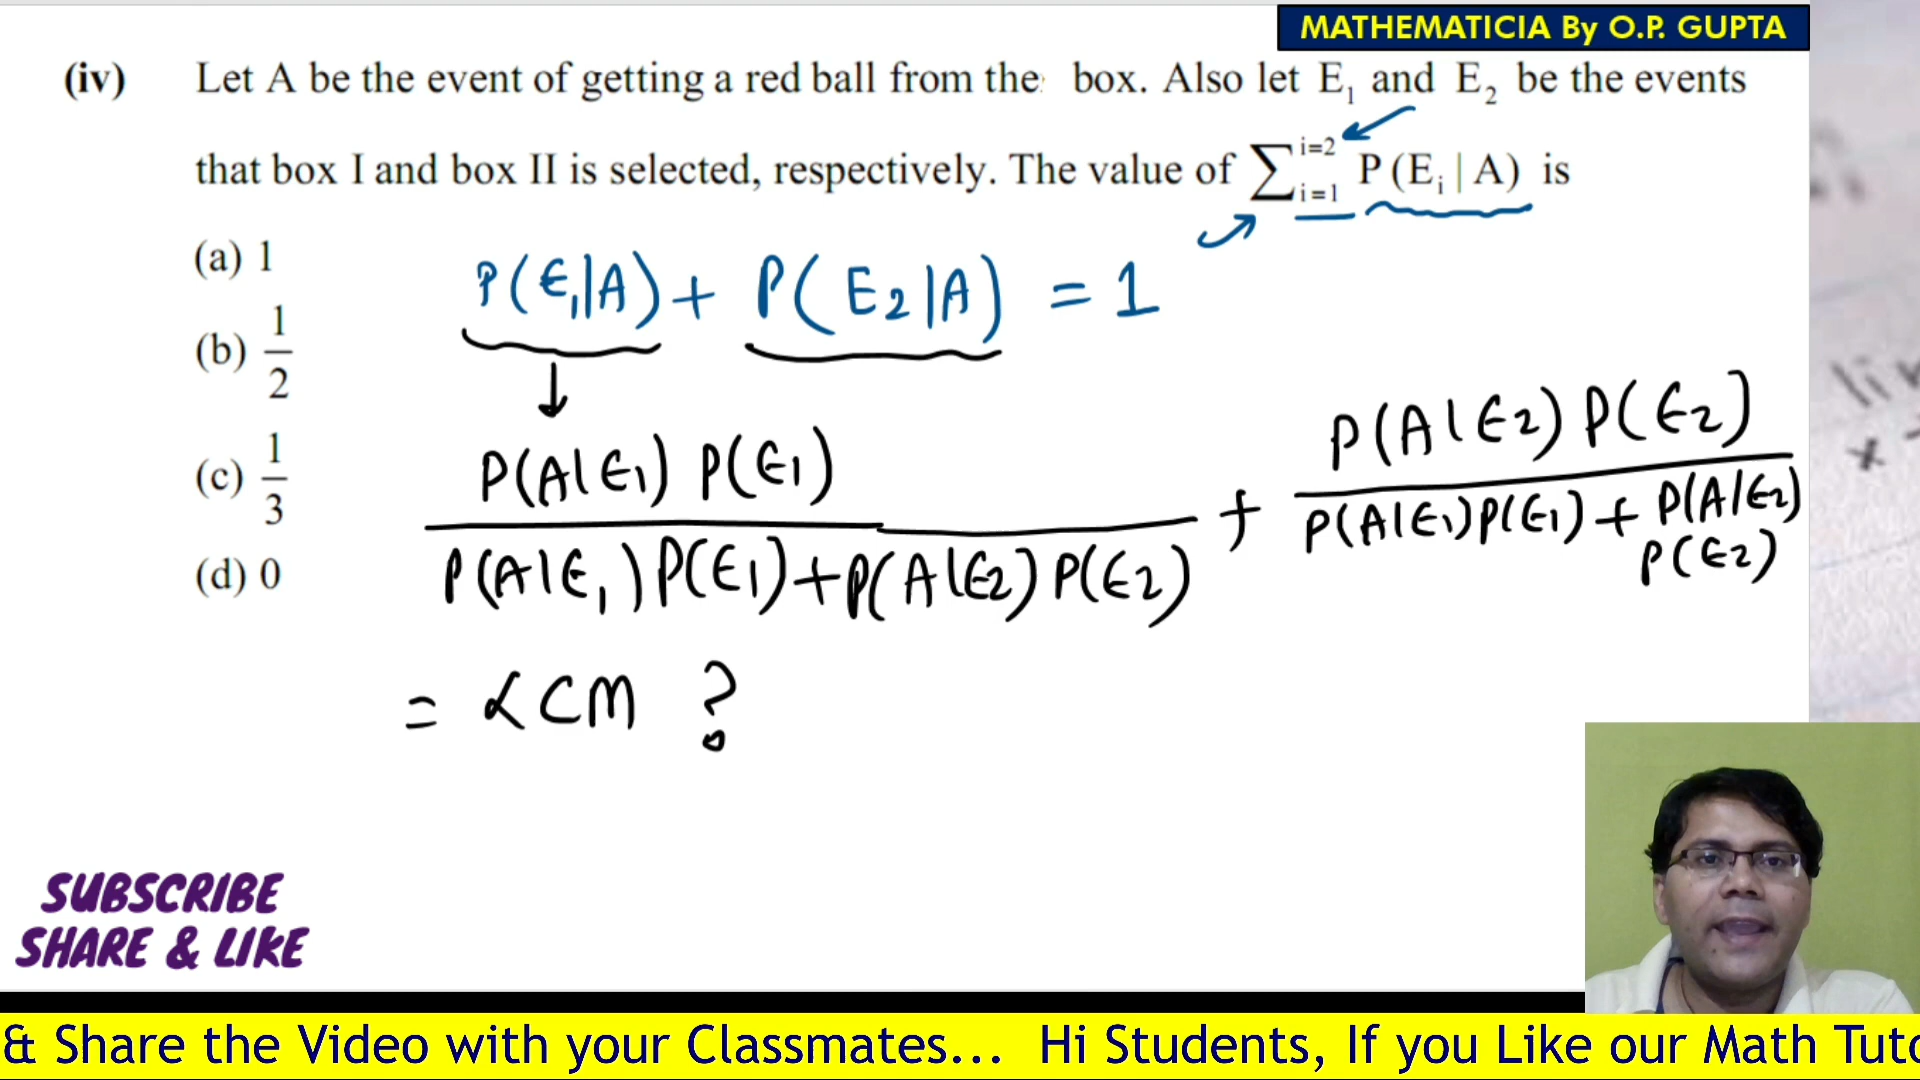 MATHEMATICIA By O.P. GUPTA
(iv) Let A be the event of getting a red ball from the box. Also let E₁ and E₂ be the events
that box I and box II is selected, respectively. The value of ∑ᵢ₌₁ⁱ⁼² P(Eᵢ | A) is
(a) 1
(b) 1/2
(c) 1/3
(d) 0
P(E₁|A) + P(E2|A) = 1
P(A|E1) P(E1) / P(A|E1) P(E1) + P(A|E2) P(E2) + P(A|E2) P(E2) / P(A|E1) P(E1) + P(A|E2) P(E2)
= LCM ?
lim
x
SUBSCRIBE
SHARE & LIKE
& Share the Video with your Classmates... Hi Students, If you Like our Math Tuto